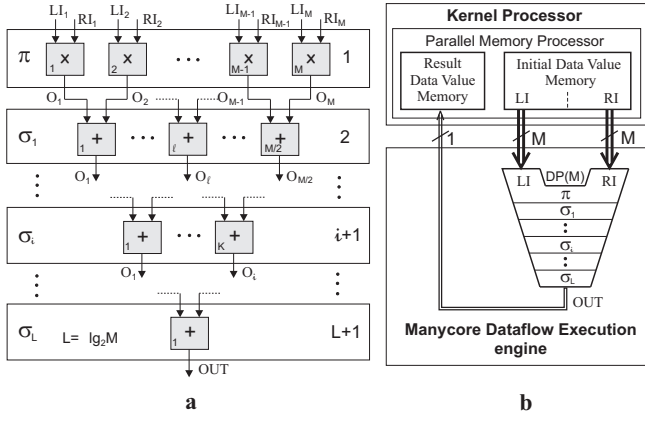 LI1 RI1 LI2 RI2 LIM-1 RIM-1 LIM RIM
π × 1 × 2 ••• × M-1 × M 1
O1 O2 OM-1 OM
σ1 + 1 ••• + ℓ ••• + M/2 2
O1 Oℓ OM/2
σi + 1 ••• + K i+1
O1 Oi
σL L= lg2M + 1 L+1
OUT
a
Kernel Processor
Parallel Memory Processor
Result
Data Value
Memory
Initial Data Value
Memory
LI RI
1 M M
LI DP(M) RI
π
σ1
σi
σL
OUT
Manycore Dataflow Execution
engine
b